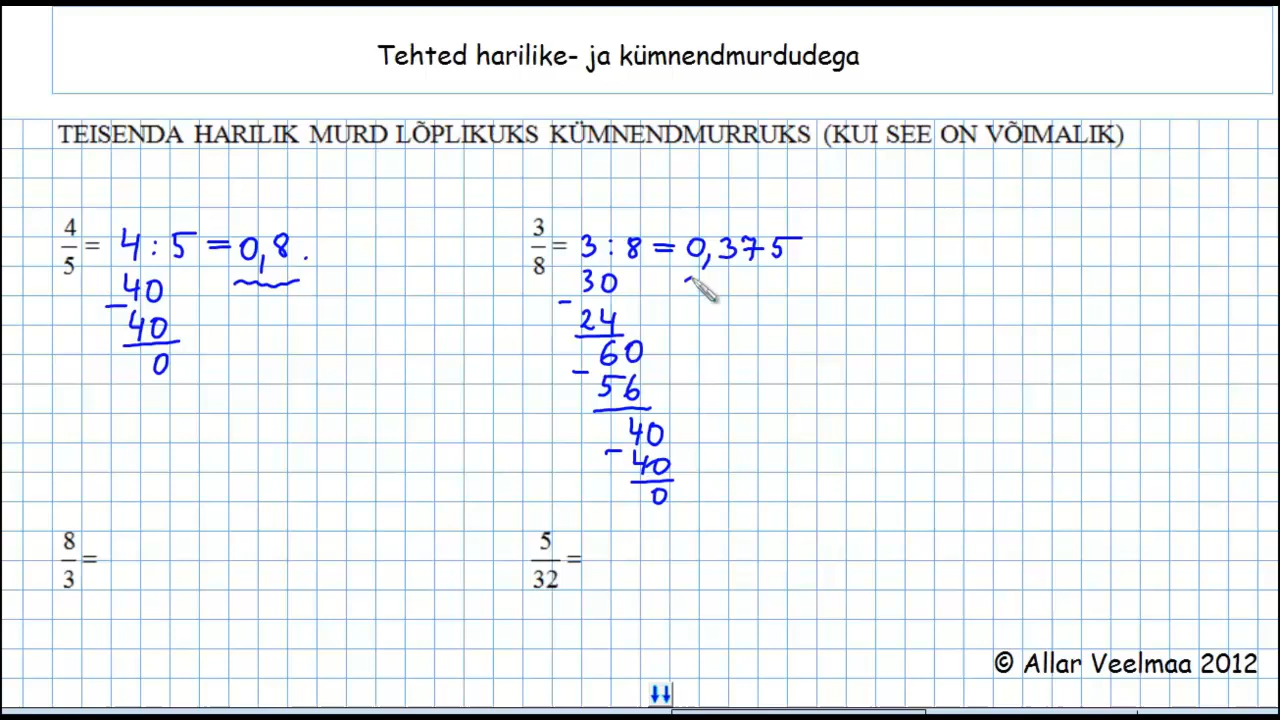 Tehted harilike- ja kümnendmurdudega
TEISENDA HARILIK MURD LÕPLIKUKS KÜMNENDMURRUKS (KUI SEE ON VÕIMALIK)
4/5 = 4 : 5 = 0,8.
40
- 40
0
3/8 = 3 : 8 = 0,375
30
- 24
60
- 56
40
- 40
0
8/3 =
5/32 =
© Allar Veelmaa 2012